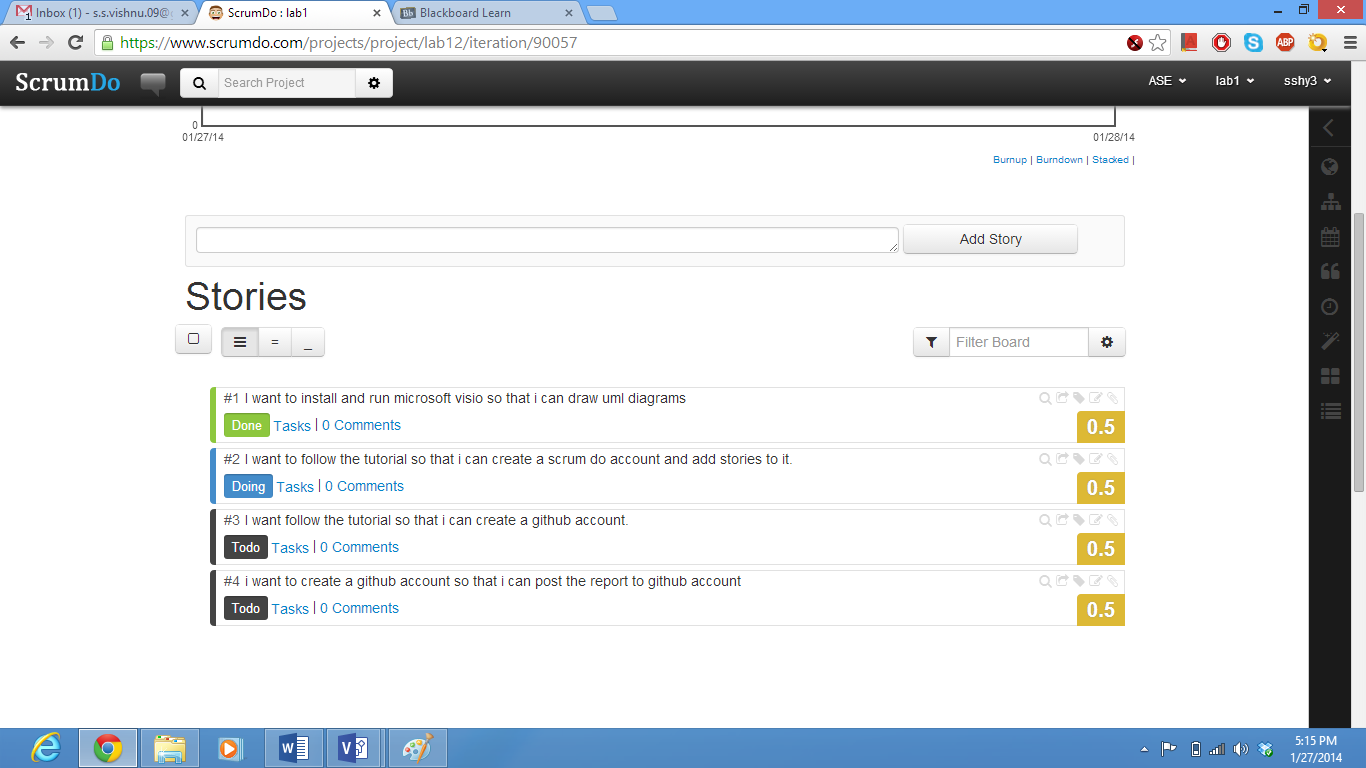 Inbox (1) - s.s.vishnu.09@
ScrumDo : lab1
Blackboard Learn
https://www.scrumdo.com/projects/project/lab12/iteration/90057
ScrumDo
Search Project
ASE
lab1
sshy3
0
01/27/14
01/28/14
Burnup | Burndown | Stacked |
Add Story
Stories
= _
Filter Board
#1 I want to install and run microsoft visio so that i can draw uml diagrams
Done Tasks | 0 Comments
0.5
#2 I want to follow the tutorial so that i can create a scrum do account and add stories to it.
Doing Tasks | 0 Comments
0.5
#3 I want follow the tutorial so that i can create a github account.
Todo Tasks | 0 Comments
0.5
#4 i want to create a github account so that i can post the report to github account
Todo Tasks | 0 Comments
0.5
5:15 PM
1/27/2014